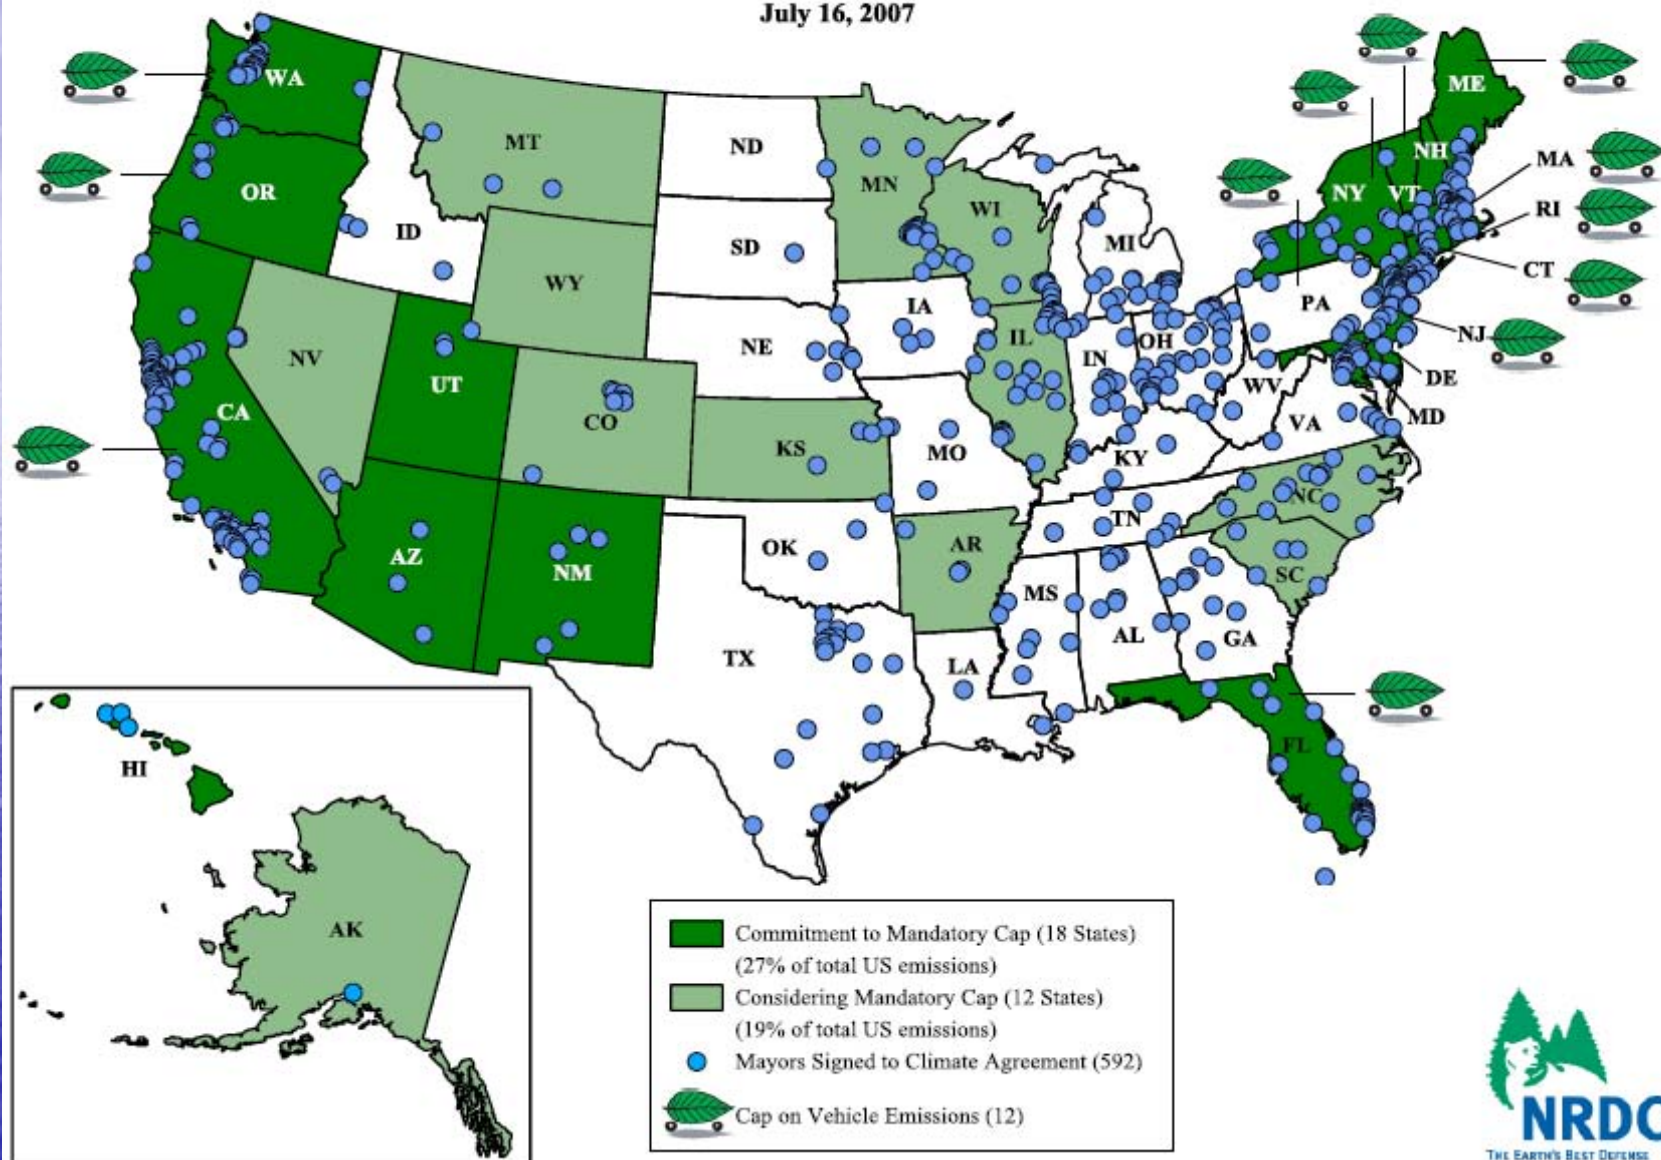 July 16, 2007
WA
MT
ND
MN
ME
NH
MA
OR
ID
SD
WI
MI
NY
VT
RI
WY
CT
IA
PA
NV
NE
IL
IN
OH
NJ
UT
WV
DE
CA
CO
KS
MO
VA
MD
KY
AZ
NM
OK
AR
TN
NC
MS
SC
TX
LA
AL
GA
FL
HI
AK
Commitment to Mandatory Cap (18 States)
(27% of total US emissions)
Considering Mandatory Cap (12 States)
(19% of total US emissions)
Mayors Signed to Climate Agreement (592)
Cap on Vehicle Emissions (12)
NRDC
THE EARTH'S BEST DEFENSE